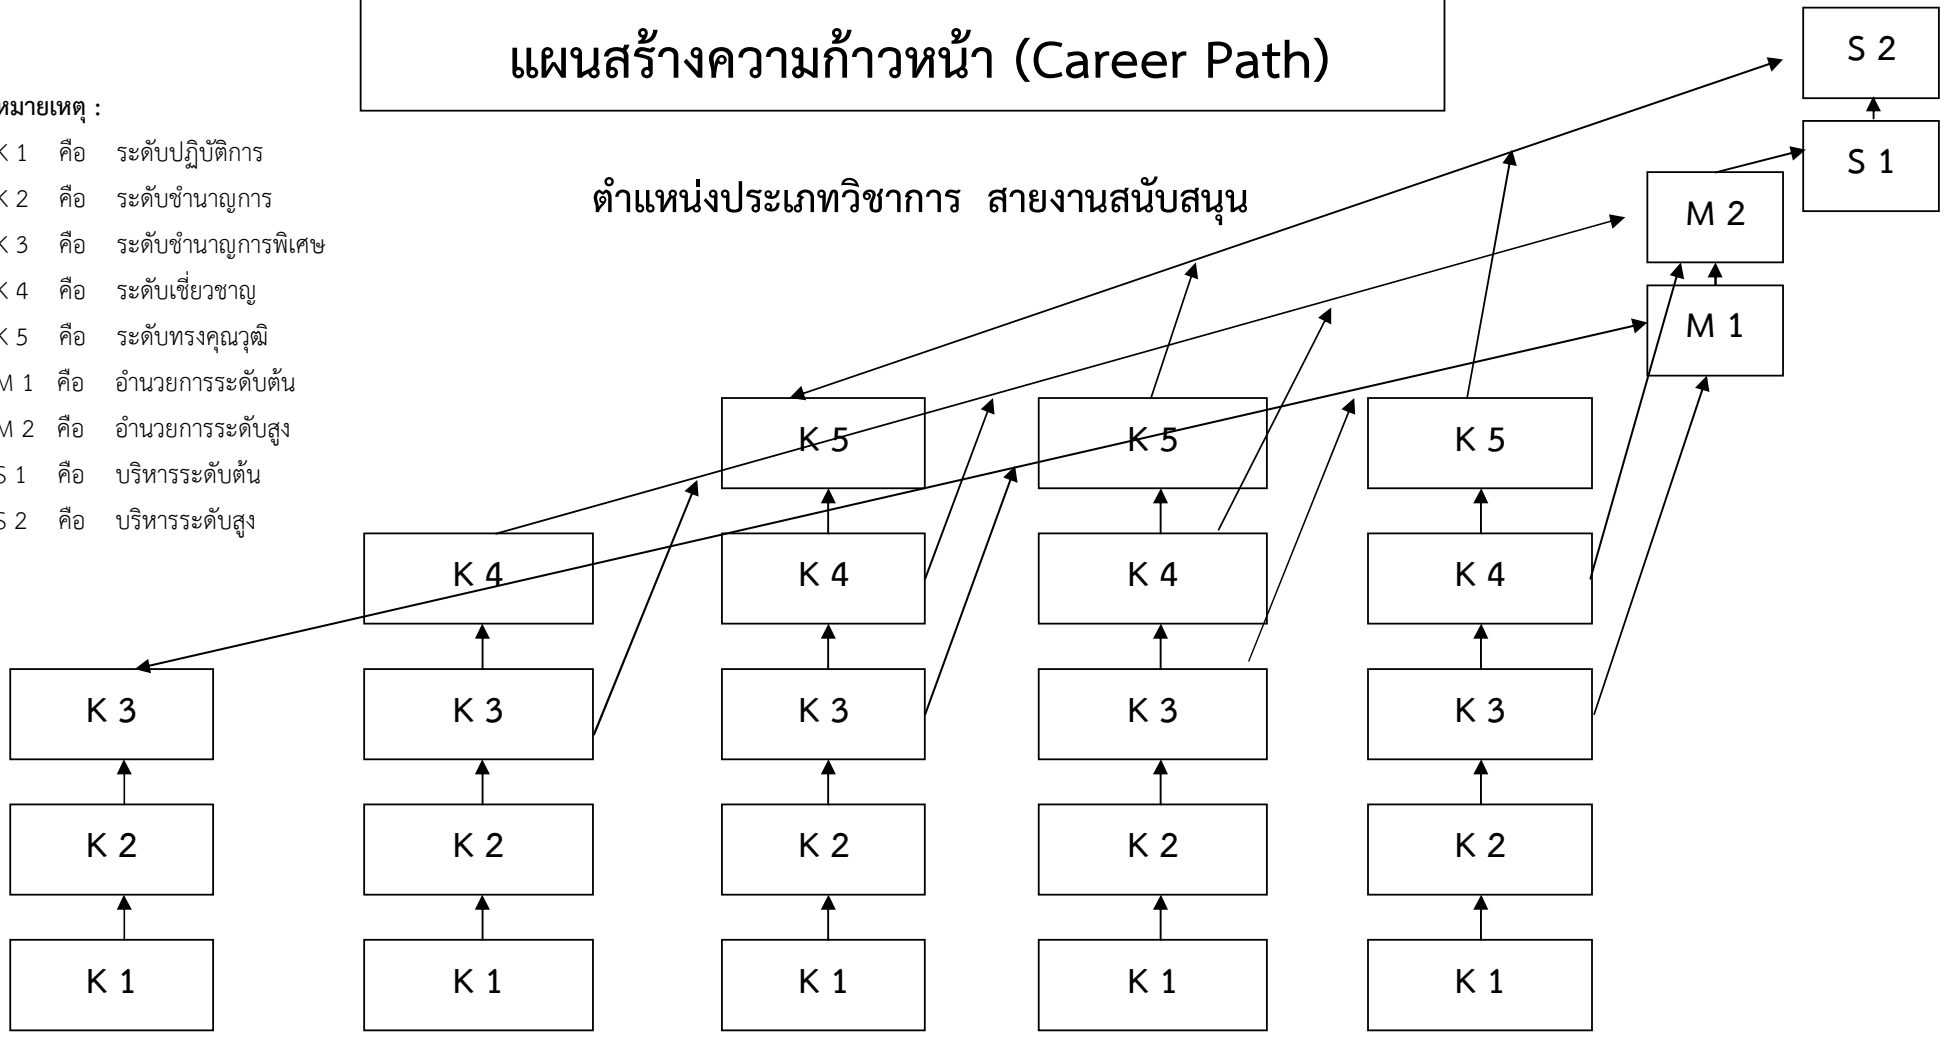 แผนสร้างความก้าวหน้า (Career Path)
หมายเหตุ :
K 1 คือ ระดับปฏิบัติการ
K 2 คือ ระดับชำนาญการ
K 3 คือ ระดับชำนาญการพิเศษ
K 4 คือ ระดับเชี่ยวชาญ
K 5 คือ ระดับทรงคุณวุฒิ
M 1 คือ อำนวยการระดับต้น
M 2 คือ อำนวยการระดับสูง
S 1 คือ บริหารระดับต้น
S 2 คือ บริหารระดับสูง
ตำแหน่งประเภทวิชาการ สายงานสนับสนุน
S 2
S 1
M 2
M 1
K 5 K 5 K 5
K 4 K 4 K 4 K 4
K 3 K 3 K 3 K 3 K 3
K 2 K 2 K 2 K 2 K 2
K 1 K 1 K 1 K 1 K 1